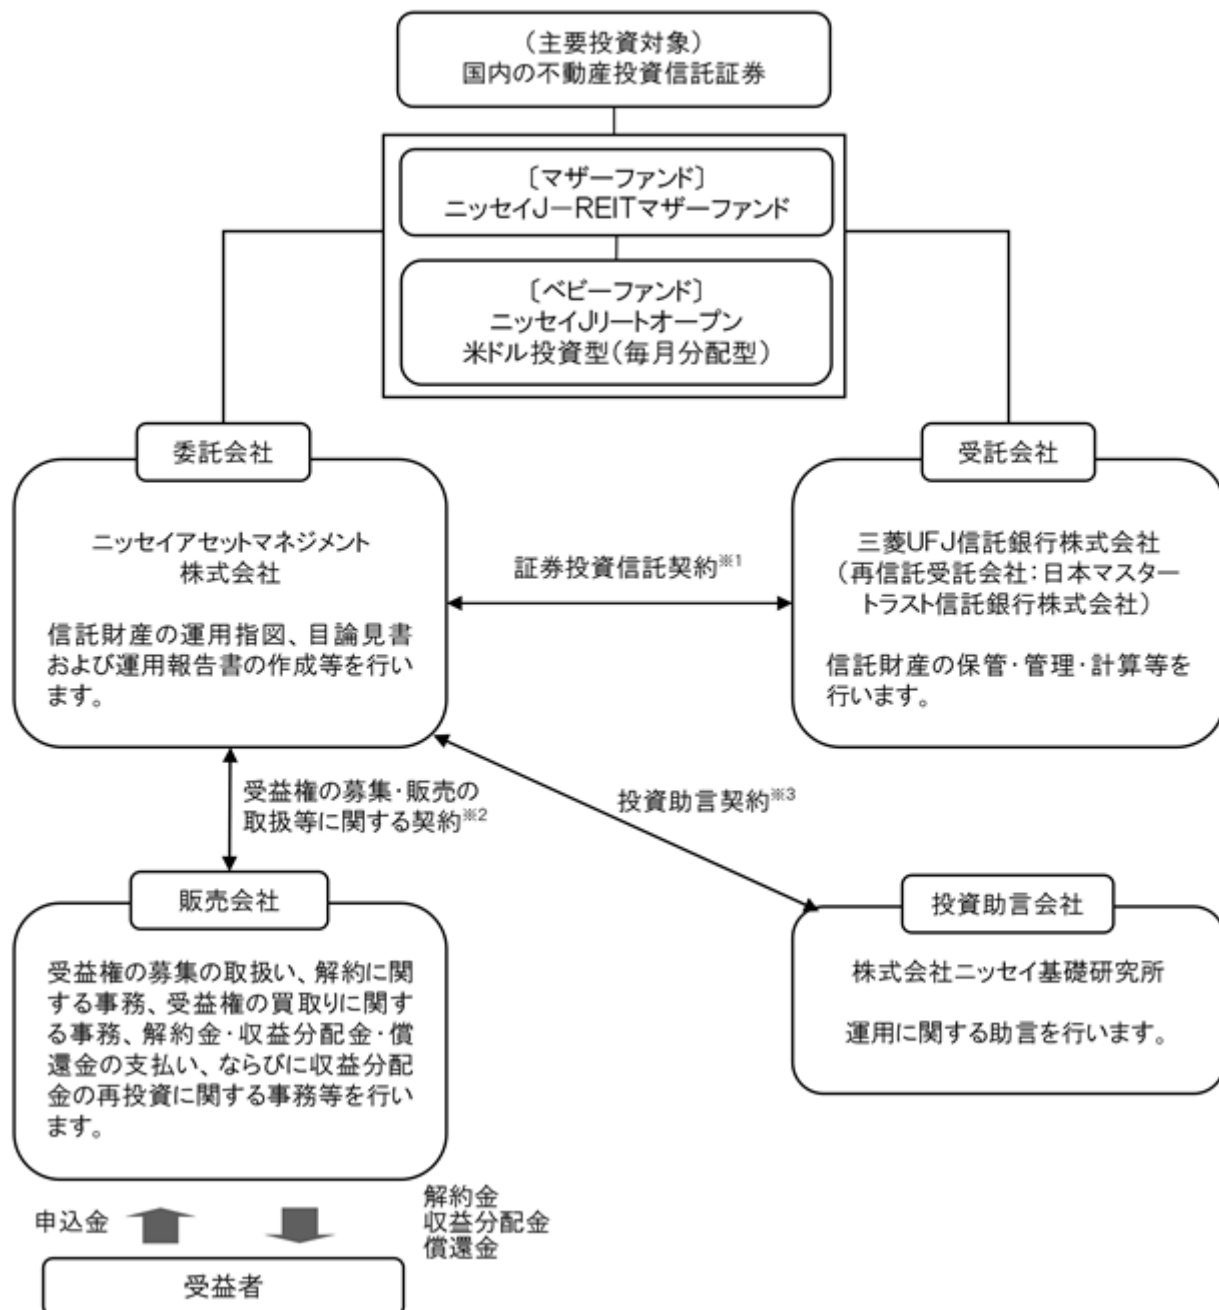 （主要投資対象）
国内の不動産投資信託証券
〔マザーファンド〕
ニッセイJ－REITマザーファンド
〔ベビーファンド〕
ニッセイJリートオープン
米ドル投資型（毎月分配型）
委託会社
ニッセイアセットマネジメント
株式会社
信託財産の運用指図、目論見書
および運用報告書の作成等を行い
ます。
証券投資信託契約※1
受託会社
三菱UFJ信託銀行株式会社
（再信託受託会社：日本マスター
トラスト信託銀行株式会社）
信託財産の保管・管理・計算等を
行います。
受益権の募集・販売の
取扱等に関する契約※2
投資助言契約※3
販売会社
受益権の募集の取扱い、解約に関
する事務、受益権の買取りに関す
る事務、解約金・収益分配金・償
還金の支払い、ならびに収益分配
金の再投資に関する事務等を行い
ます。
投資助言会社
株式会社ニッセイ基礎研究所
運用に関する助言を行います。
申込金
解約金
収益分配金
償還金
受益者